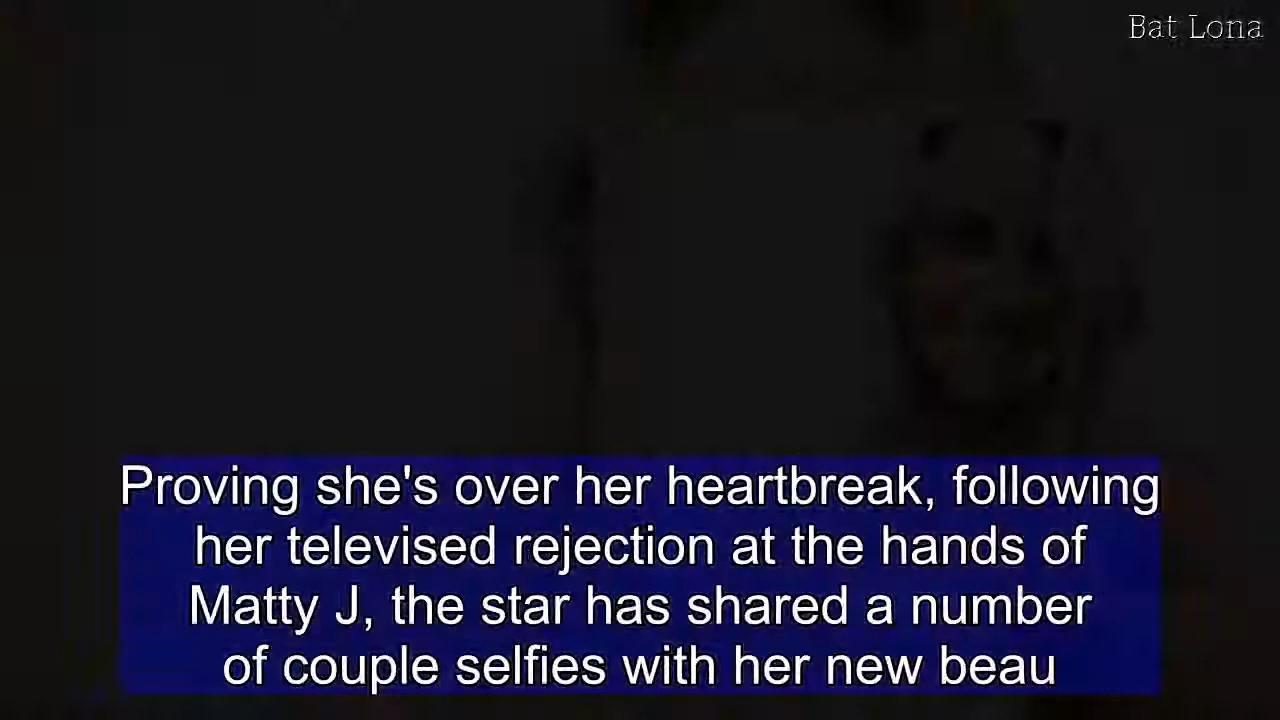 Bat Lona
Proving she's over her heartbreak, following
her televised rejection at the hands of
Matty J, the star has shared a number
of couple selfies with her new beau